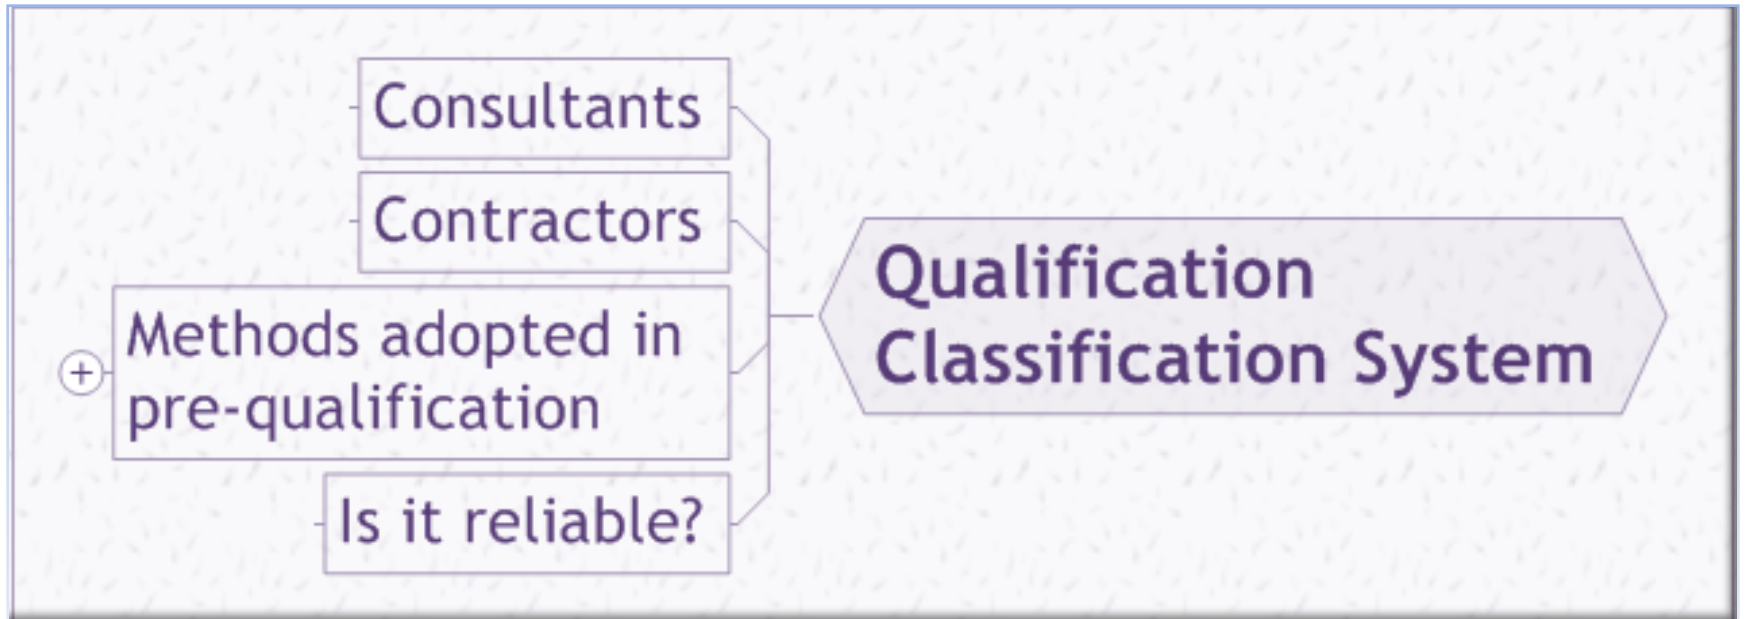 Consultants
Contractors
Methods adopted in
pre-qualification
Is it reliable?
Qualification
Classification System